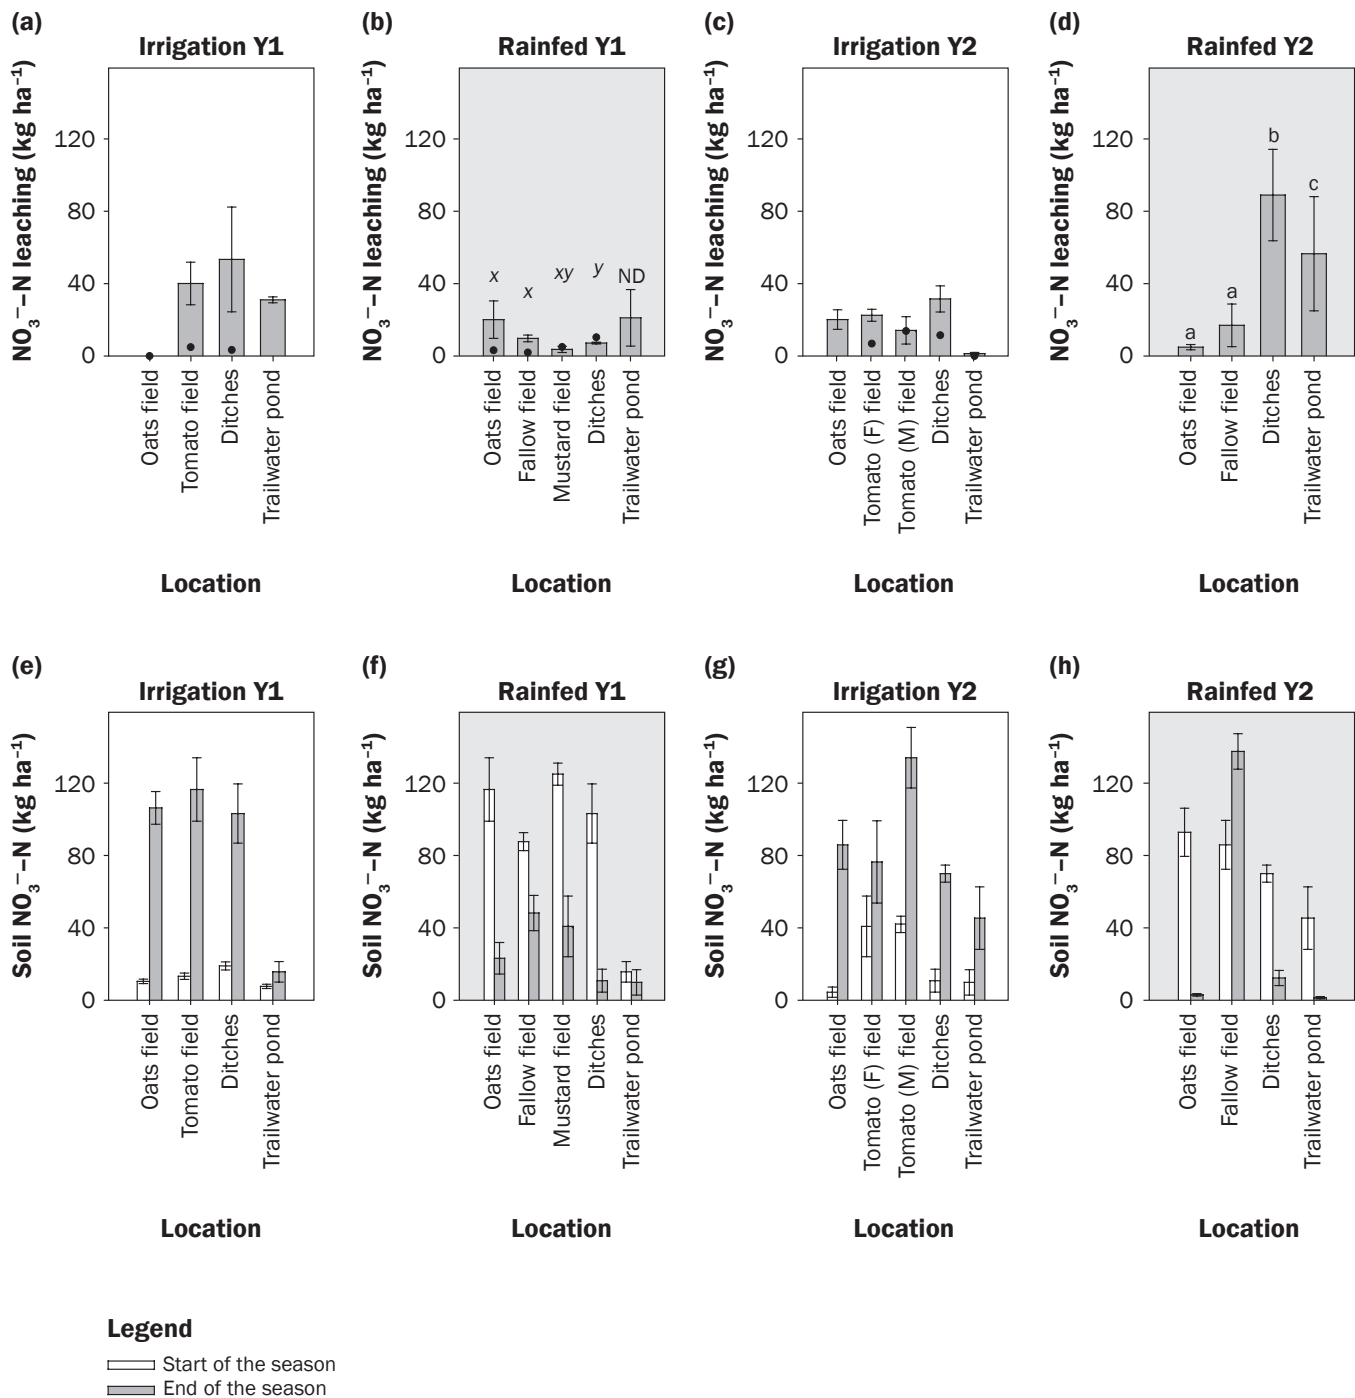 (a)
Irrigation Y1
NO₃⁻–N leaching (kg ha⁻¹)
120
80
40
0
Oats field
Tomato field
Ditches
Trailwater pond
Location
(b)
Rainfed Y1
NO₃⁻–N leaching (kg ha⁻¹)
120
80
40
0
x
x
xy
y
ND
Oats field
Fallow field
Mustard field
Ditches
Trailwater pond
Location
(c)
Irrigation Y2
NO₃⁻–N leaching (kg ha⁻¹)
120
80
40
0
Oats field
Tomato (F) field
Tomato (M) field
Ditches
Trailwater pond
Location
(d)
Rainfed Y2
NO₃⁻–N leaching (kg ha⁻¹)
120
80
40
0
a
a
b
c
Oats field
Fallow field
Ditches
Trailwater pond
Location
(e)
Irrigation Y1
Soil NO₃⁻–N (kg ha⁻¹)
120
80
40
0
Oats field
Tomato field
Ditches
Trailwater pond
Location
(f)
Rainfed Y1
Soil NO₃⁻–N (kg ha⁻¹)
120
80
40
0
Oats field
Fallow field
Mustard field
Ditches
Trailwater pond
Location
(g)
Irrigation Y2
Soil NO₃⁻–N (kg ha⁻¹)
120
80
40
0
Oats field
Tomato (F) field
Tomato (M) field
Ditches
Trailwater pond
Location
(h)
Rainfed Y2
Soil NO₃⁻–N (kg ha⁻¹)
120
80
40
0
Oats field
Fallow field
Ditches
Trailwater pond
Location
Legend
Start of the season
End of the season